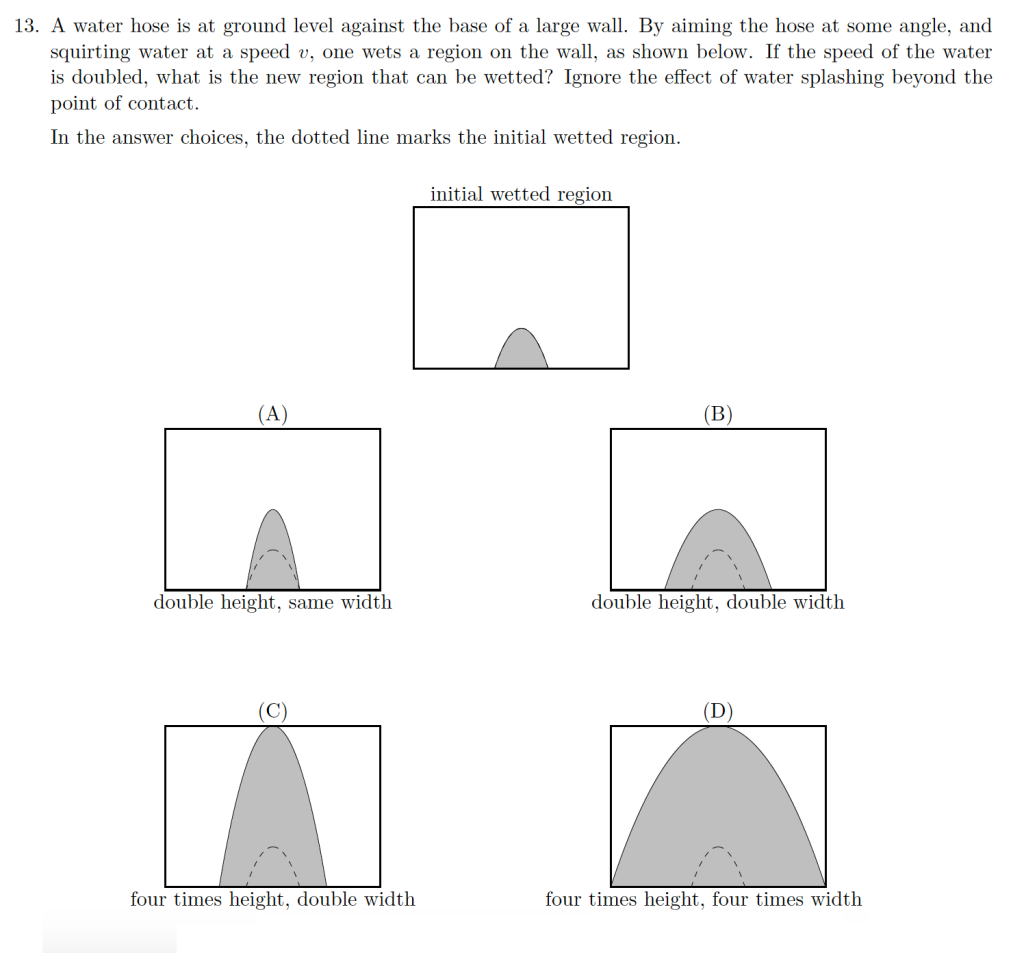 13. A water hose is at ground level against the base of a large wall. By aiming the hose at some angle, and
squirting water at a speed v, one wets a region on the wall, as shown below. If the speed of the water
is doubled, what is the new region that can be wetted? Ignore the effect of water splashing beyond the
point of contact.
In the answer choices, the dotted line marks the initial wetted region.
initial wetted region
(A)
(B)
double height, same width
double height, double width
(C)
(D)
four times height, double width
four times height, four times width